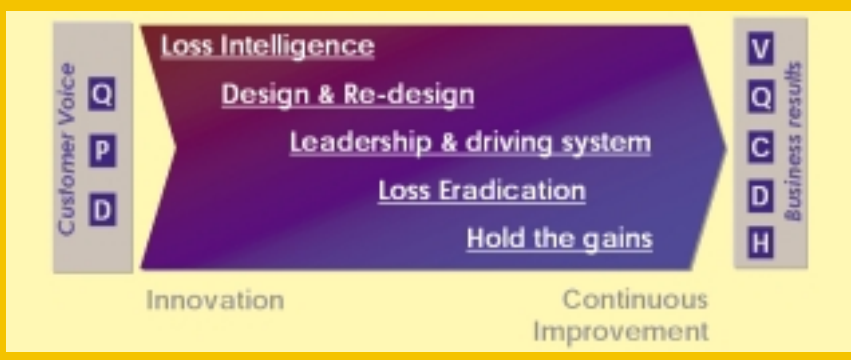 Customer Voice
Q
P
D
Loss Intelligence
Design & Re-design
Leadership & driving system
Loss Eradication
Hold the gains
V
Q
C
D
H
Business results
Innovation
Continuous
Improvement